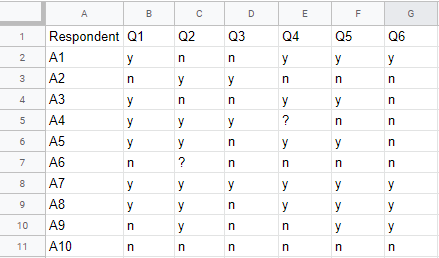 A B C D E F G
1 Respondent Q1 Q2 Q3 Q4 Q5 Q6
2 A1 y n n y y y
3 A2 n y y n n n
4 A3 y n n y y n
5 A4 y y y ? n n
6 A5 y y n y y n
7 A6 n ? n n n n
8 A7 y y y y y y
9 A8 y y n y y y
10 A9 n y n n y y
11 A10 n n n n n n